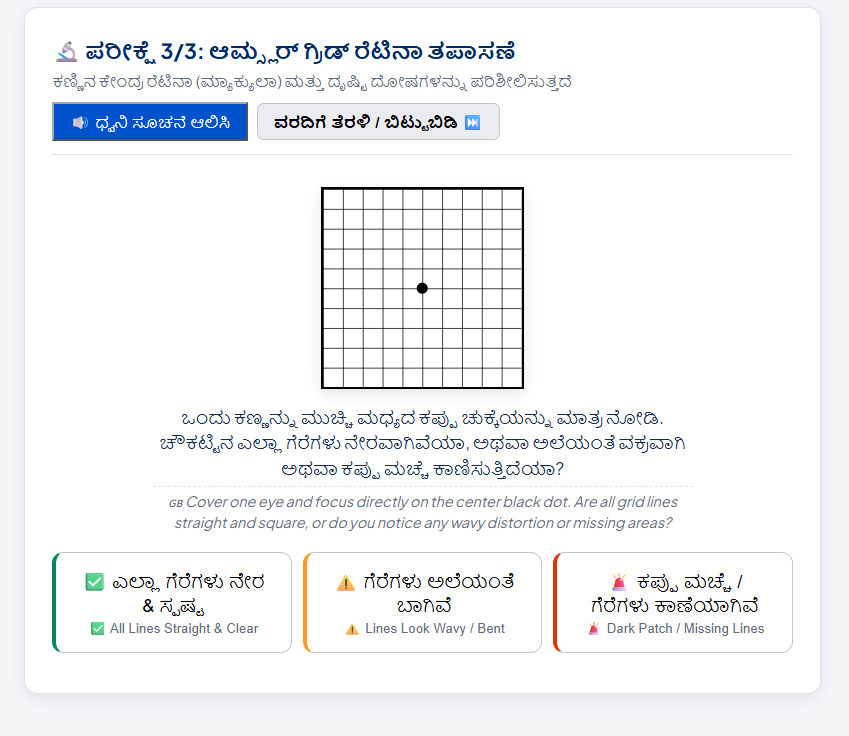 ಪರೀಕ್ಷೆ 3/3: ಆಮ್ಸ್ಲರ್ ಗ್ರಿಡ್ ರೆಟಿನಾ ತಪಾಸಣೆ
ಕಣ್ಣಿನ ಕೇಂದ್ರ ರೆಟಿನಾ (ಮ್ಯಾಕ್ಯುಲಾ) ಮತ್ತು ದೃಷ್ಟಿ ದೋಷಗಳನ್ನು ಪರಿಶೀಲಿಸುತ್ತದೆ
ಧ್ವನಿ ಸೂಚನೆ ಆಲಿಸಿ
ವರದಿಗೆ ತೆರಳಿ / ಬಿಟ್ಟುಬಿಡಿ
ಒಂದು ಕಣ್ಣನ್ನು ಮುಚ್ಚಿ ಮಧ್ಯದ ಕಪ್ಪು ಚುಕ್ಕೆಯನ್ನು ಮಾತ್ರ ನೋಡಿ.
ಚೌಕಟ್ಟಿನ ಎಲ್ಲಾ ಗೆರೆಗಳು ನೇರವಾಗಿವೆಯಾ, ಅಥವಾ ಅಲೆಯಂತೆ ವಕ್ರವಾಗಿ
ಅಥವಾ ಕಪ್ಪು ಮಚ್ಚೆ ಕಾಣಿಸುತ್ತಿದೆಯಾ?
GB Cover one eye and focus directly on the center black dot. Are all grid lines
straight and square, or do you notice any wavy distortion or missing areas?
✅ ಎಲ್ಲಾ ಗೆರೆಗಳು ನೇರ
& ಸ್ಪಷ್ಟ
✅ All Lines Straight & Clear
⚠️ ಗೆರೆಗಳು ಅಲೆಯಂತೆ
ಬಾಗಿವೆ
⚠️ Lines Look Wavy / Bent
🚨 ಕಪ್ಪು ಮಚ್ಚೆ /
ಗೆರೆಗಳು ಕಾಣೆಯಾಗಿವೆ
🚨 Dark Patch / Missing Lines